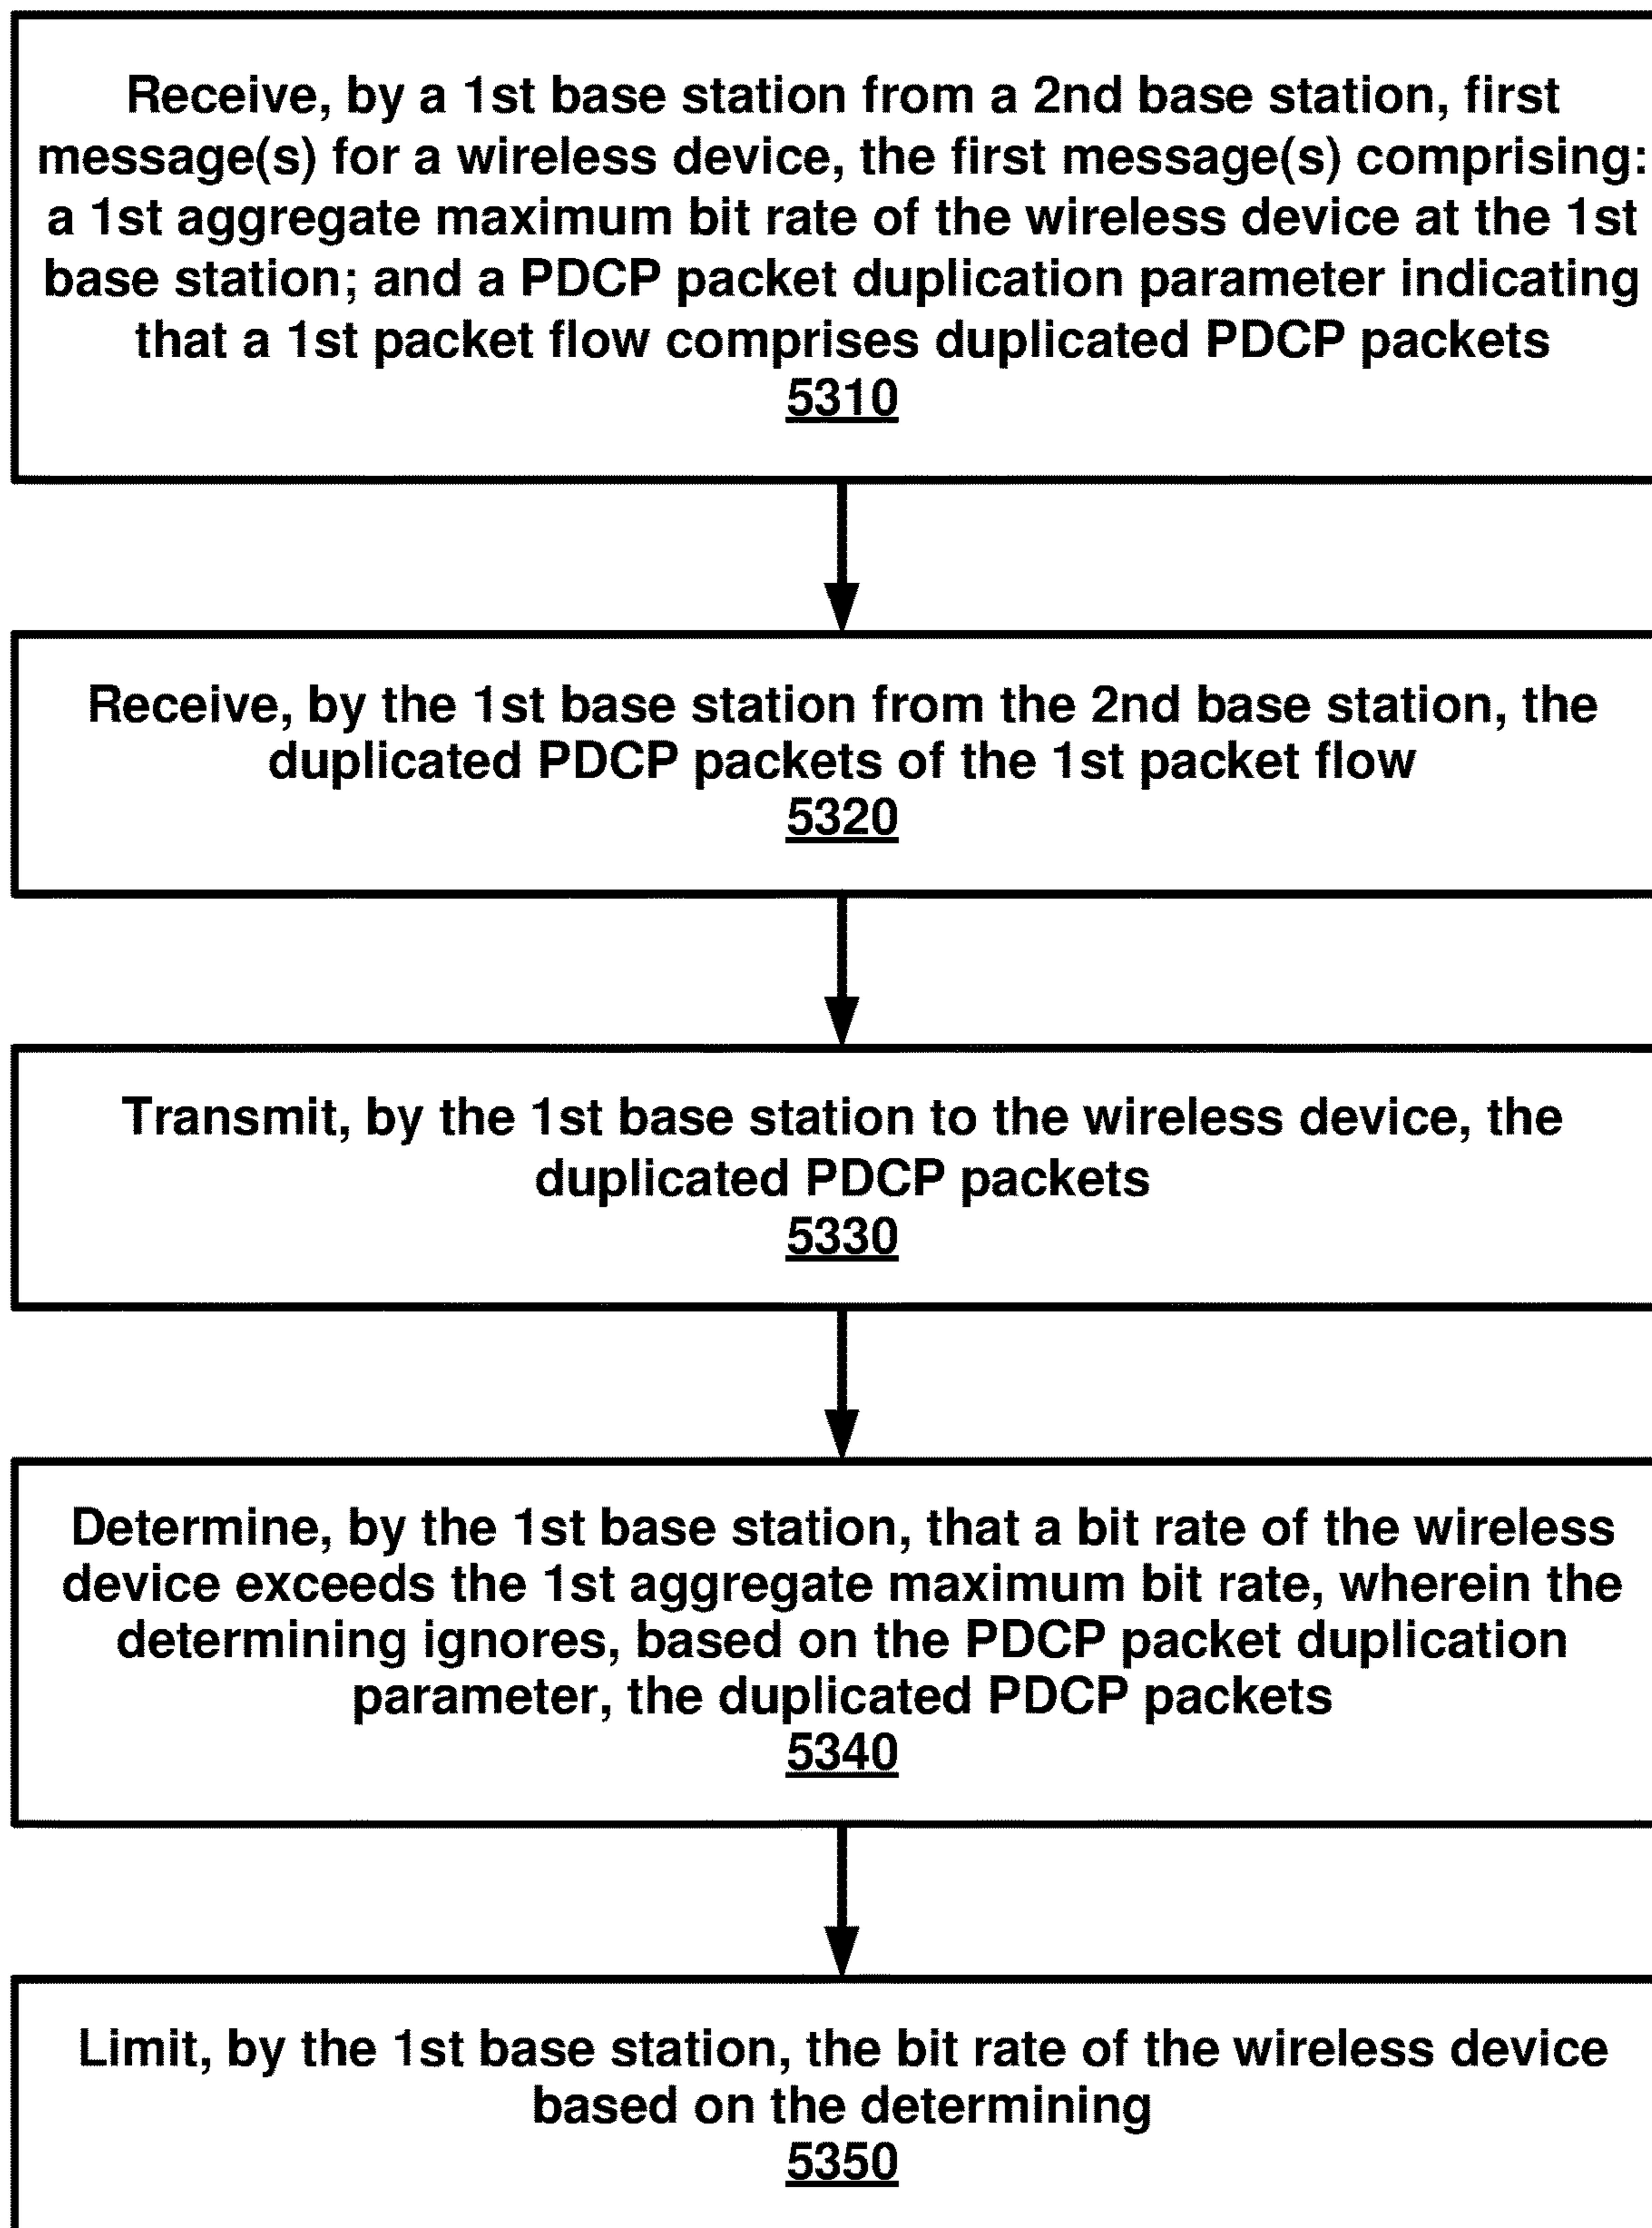 Receive, by a 1st base station from a 2nd base station, first
message(s) for a wireless device, the first message(s) comprising:
a 1st aggregate maximum bit rate of the wireless device at the 1st
base station; and a PDCP packet duplication parameter indicating
that a 1st packet flow comprises duplicated PDCP packets
5310
Receive, by the 1st base station from the 2nd base station, the
duplicated PDCP packets of the 1st packet flow
5320
Transmit, by the 1st base station to the wireless device, the
duplicated PDCP packets
5330
Determine, by the 1st base station, that a bit rate of the wireless
device exceeds the 1st aggregate maximum bit rate, wherein the
determining ignores, based on the PDCP packet duplication
parameter, the duplicated PDCP packets
5340
Limit, by the 1st base station, the bit rate of the wireless device
based on the determining
5350